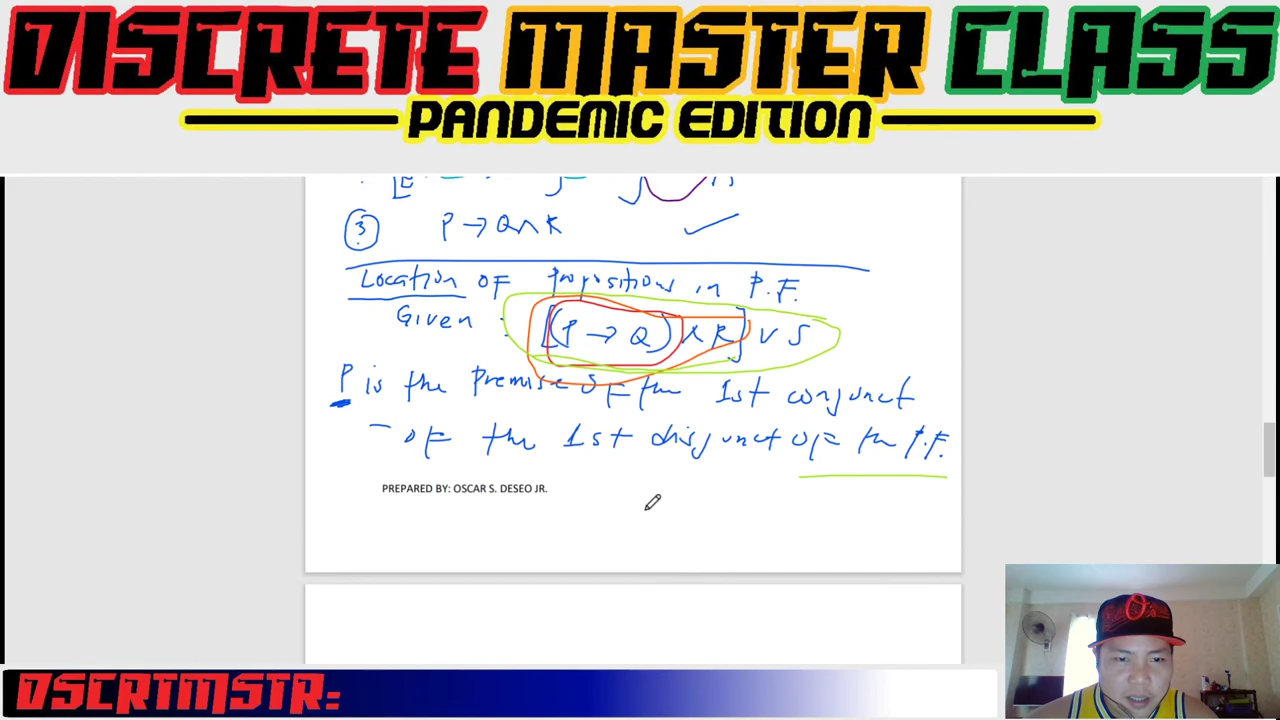 DISCRETE MASTER CLASS
PANDEMIC EDITION
3 P → Q ∧ R
Location of propositions in P.F.
Given : [(P → Q) ∧ R] ∨ S
P is the premise of the 1st conjunct
of the 1st disjunct of the P.F.
PREPARED BY: OSCAR S. DESEO JR.
DSCRTMSTR: